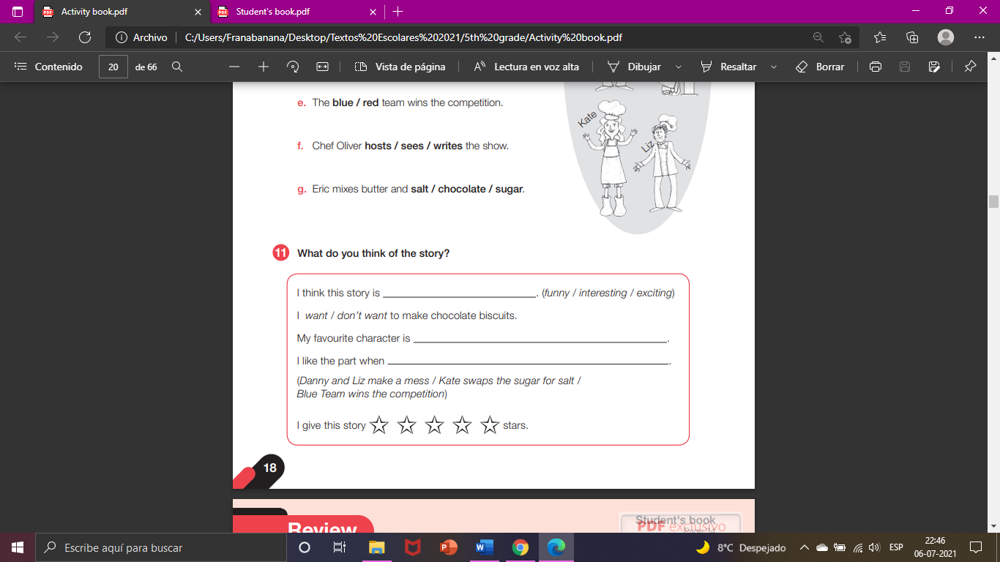 Activity book.pdf
Student's book.pdf
Archivo
C:/Users/Franabanana/Desktop/Textos%20Escolares%202021/5th%20grade/Activity%20book.pdf
Contenido
20
de 66
Vista de página
Lectura en voz alta
Dibujar
Resaltar
Borrar
e. The blue / red team wins the competition.
Kate
f. Chef Oliver hosts / sees / writes the show.
Liz
g. Eric mixes butter and salt / chocolate / sugar.
11 What do you think of the story?
I think this story is ______. (funny / interesting / exciting)
I want / don't want to make chocolate biscuits.
My favourite character is ______.
I like the part when ______.
(Danny and Liz make a mess / Kate swaps the sugar for salt /
Blue Team wins the competition)
I give this story ☆ ☆ ☆ ☆ ☆ stars.
18
Review
Student's book
PDF exclusivo
Page 34
Escribe aquí para buscar
8°C Despejado
ESP
22:46
06-07-2021